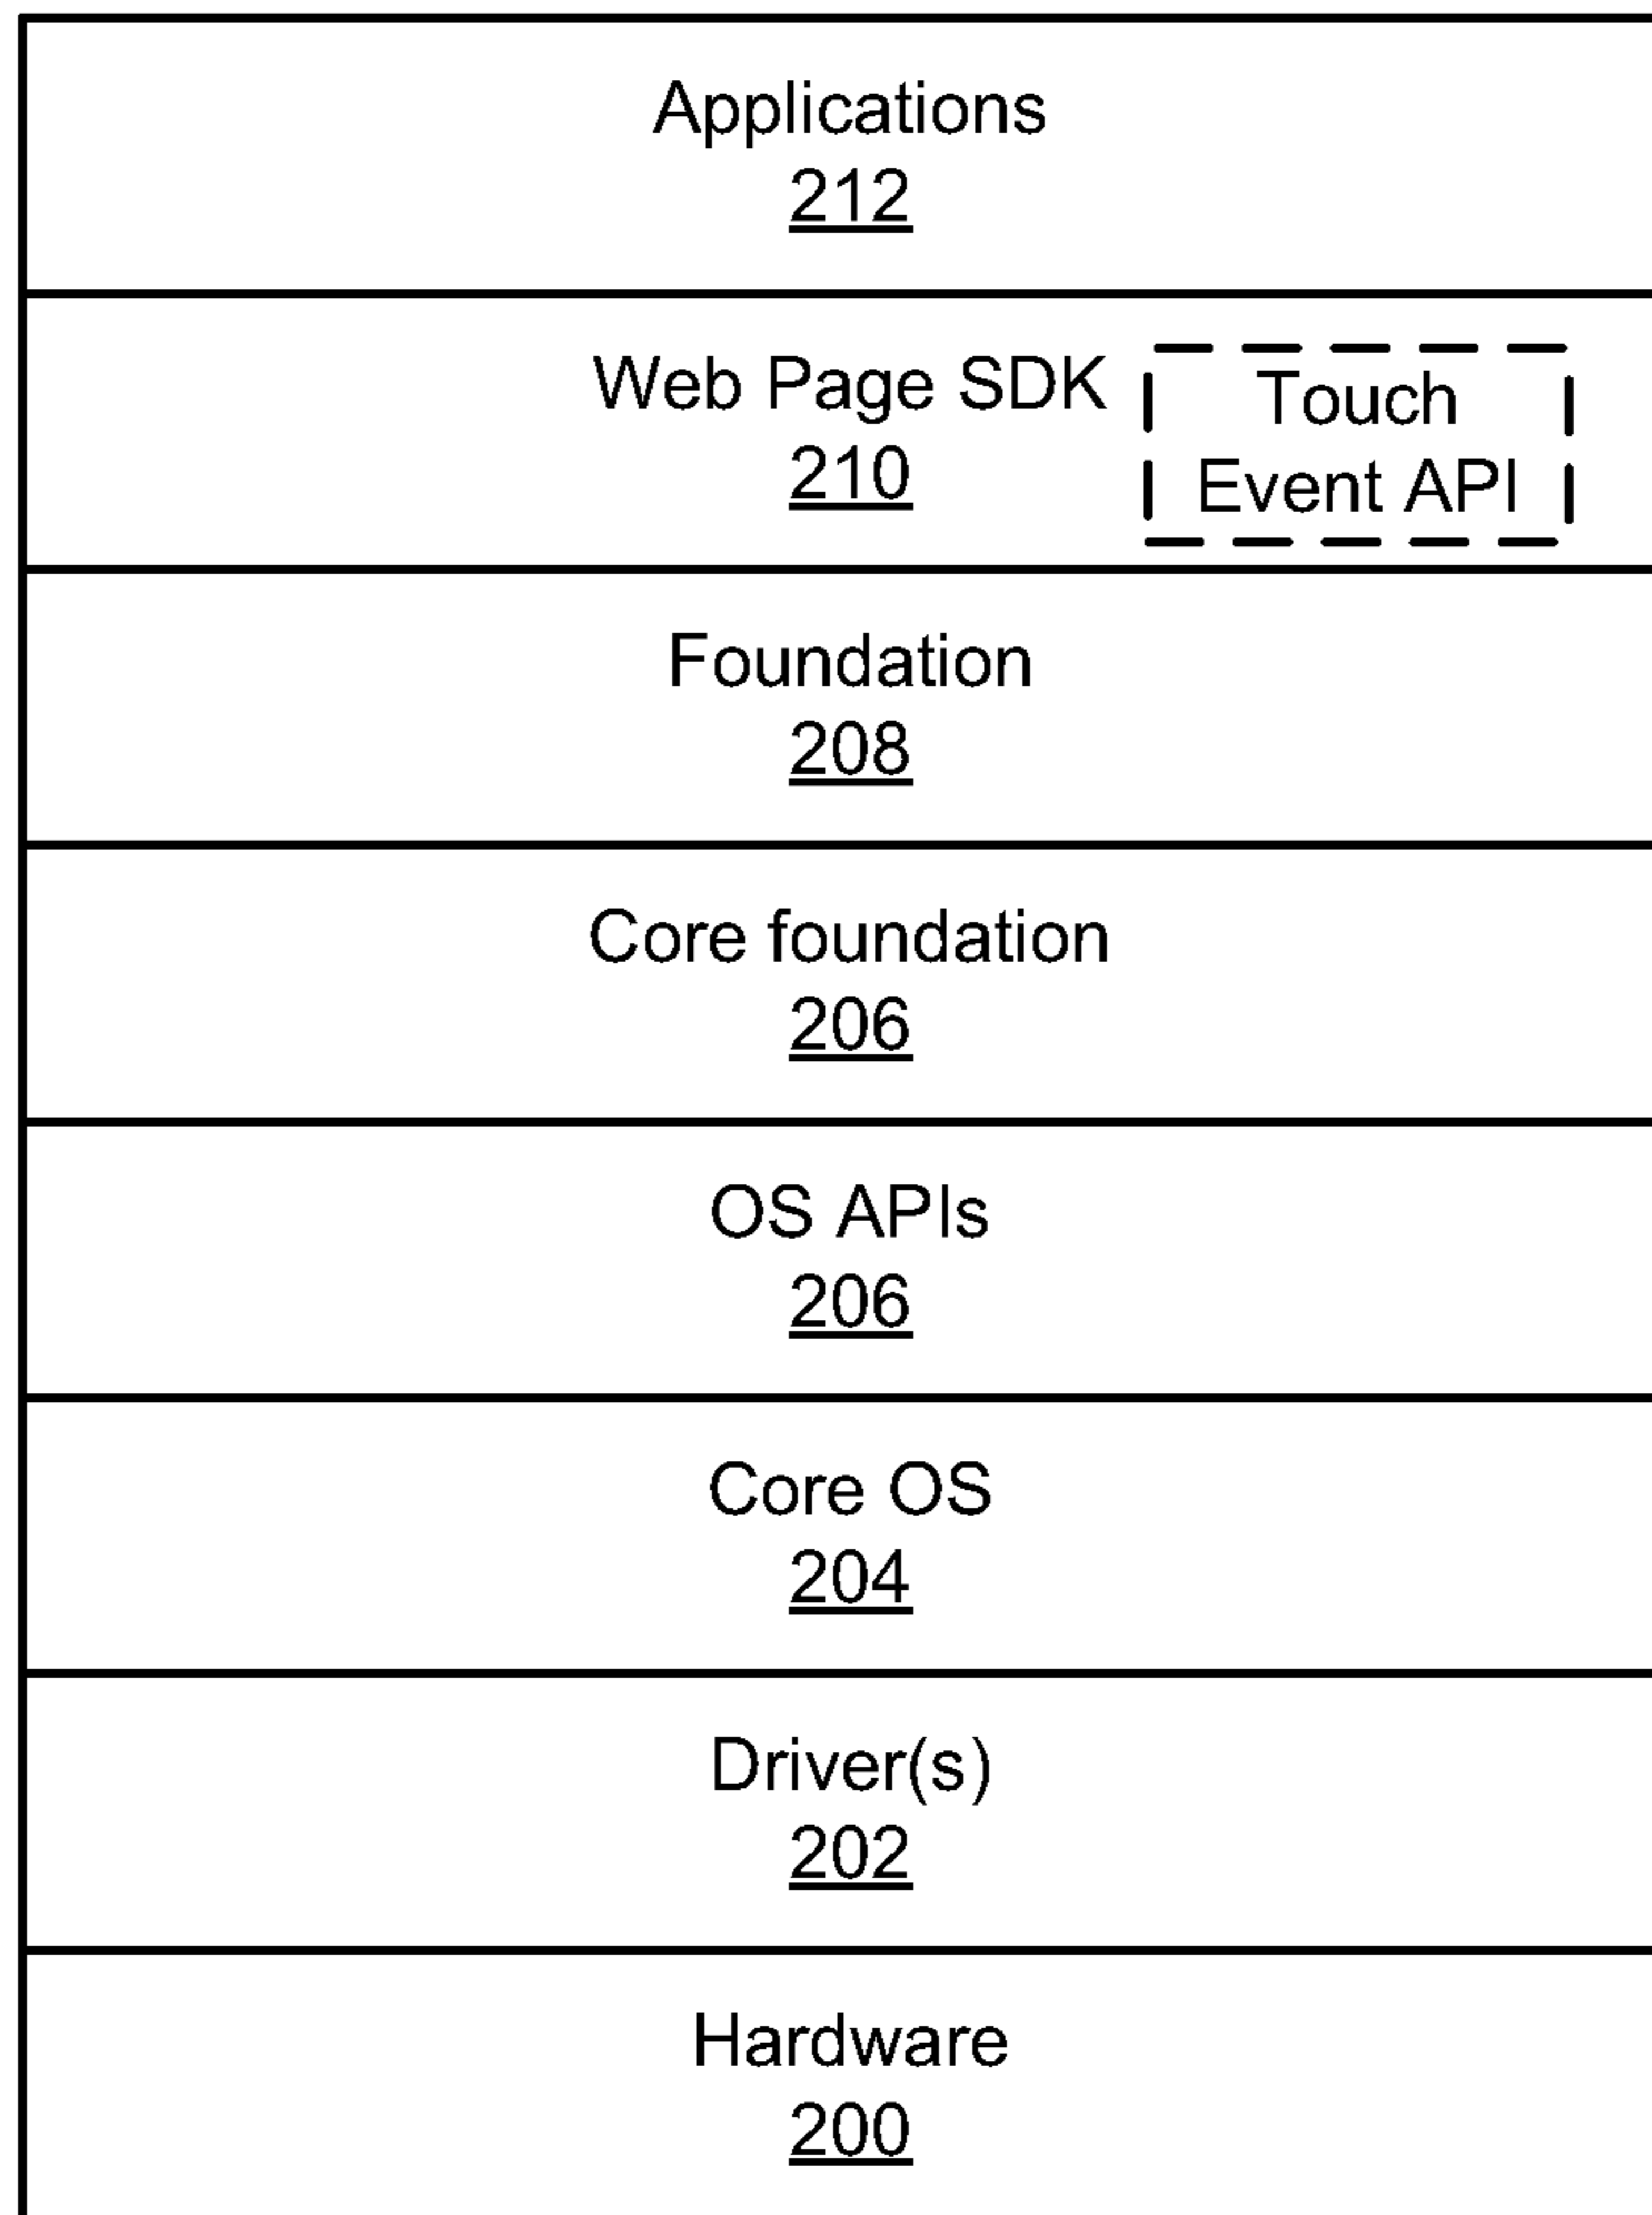 Applications
212
Web Page SDK
210
Touch
Event API
Foundation
208
Core foundation
206
OS APIs
206
Core OS
204
Driver(s)
202
Hardware
200